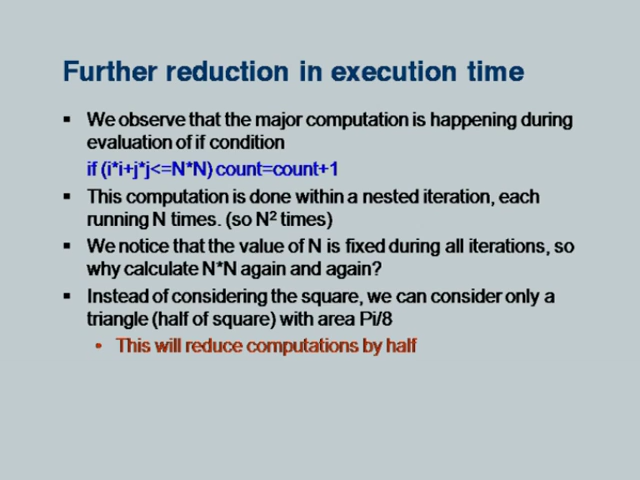 Further reduction in execution time
▪ We observe that the major computation is happening during
evaluation of if condition
if (i*i+j*j<=N*N) count=count+1
▪ This computation is done within a nested iteration, each
running N times. (so N² times)
▪ We notice that the value of N is fixed during all iterations, so
why calculate N*N again and again?
▪ Instead of considering the square, we can consider only a
triangle (half of square) with area Pi/8
• This will reduce computations by half